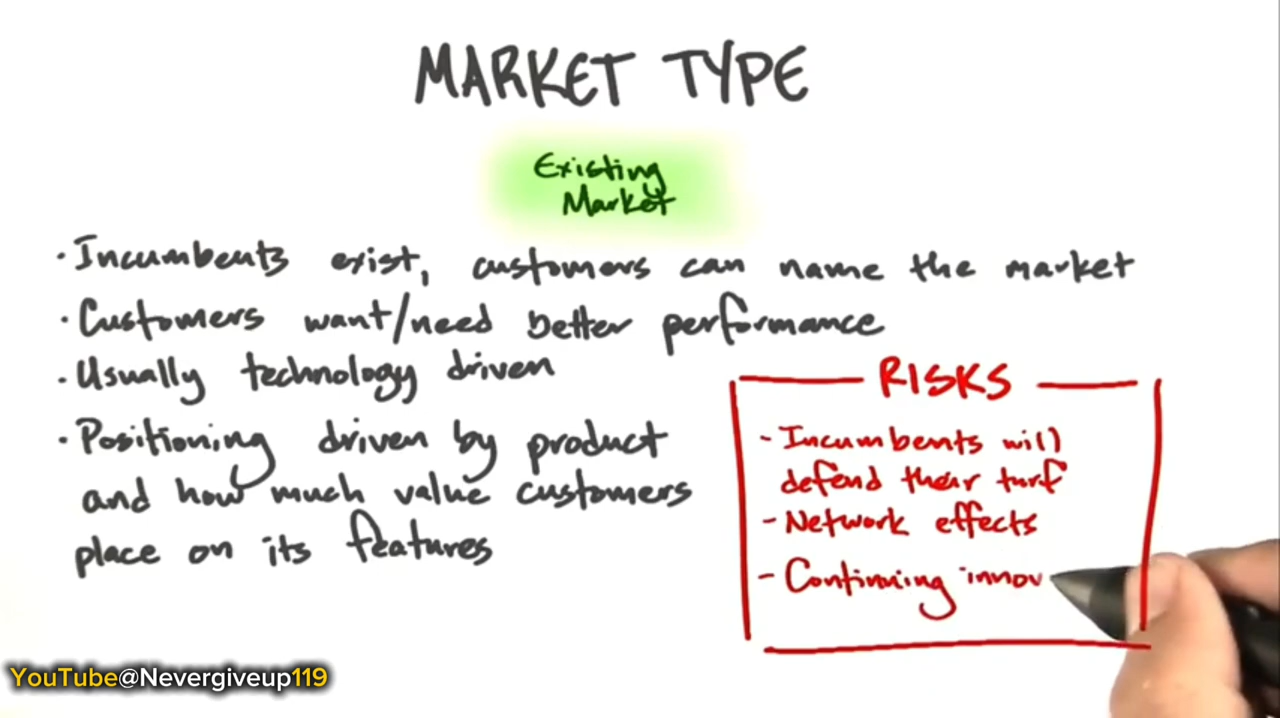 MARKET TYPE
Existing
Market
· Incumbents exist, customers can name the market
· Customers want/need better performance
· Usually technology driven
· Positioning driven by product
and how much value customers
place on its features
RISKS
- Incumbents will
defend their turf
- Network effects
- Continuing innov
YouTube@Nevergiveup119